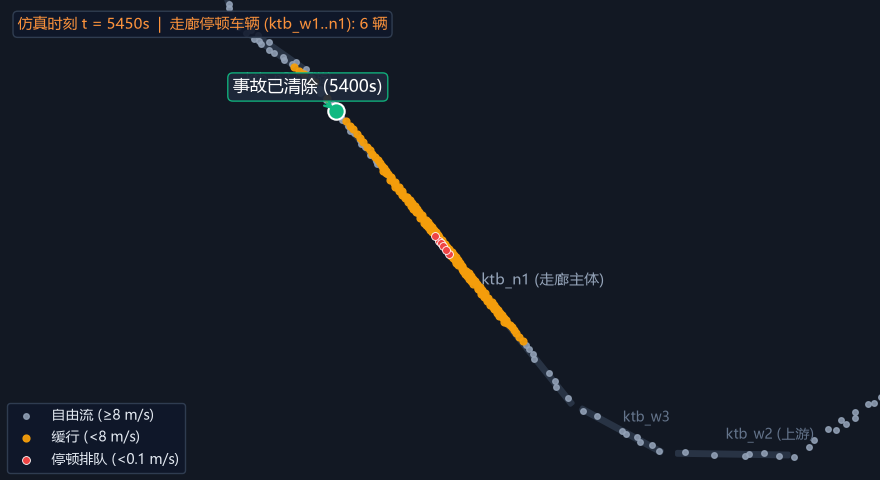 仿真时刻 t = 5450s | 走廊停顿车辆 (ktb_w1..n1): 6 辆
事故已清除 (5400s)
ktb_n1 (走廊主体)
ktb_w3
ktb_w2 (上游)
自由流 (≥8 m/s)
缓行 (<8 m/s)
停顿排队 (<0.1 m/s)